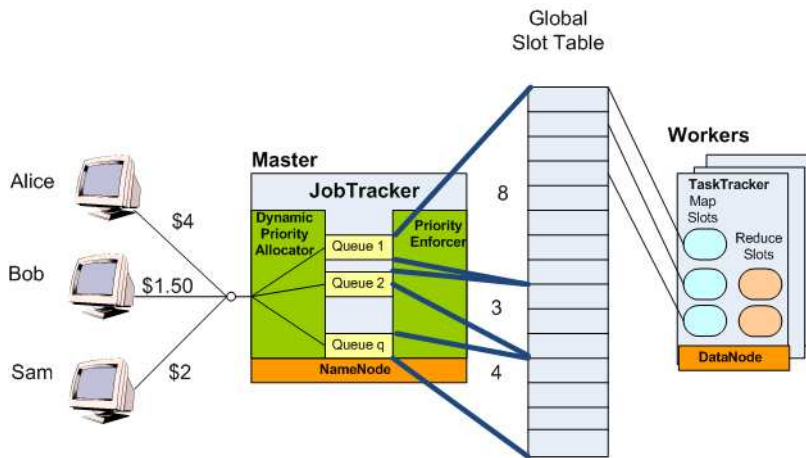 Global
Slot Table
Alice
$4
Bob
$1.50
Sam
$2
Master
JobTracker
Dynamic
Priority
Allocator
Queue 1
Queue 2
Queue q
Priority
Enforcer
NameNode
8
3
4
Workers
TaskTracker
Map
Slots
Reduce
Slots
DataNode